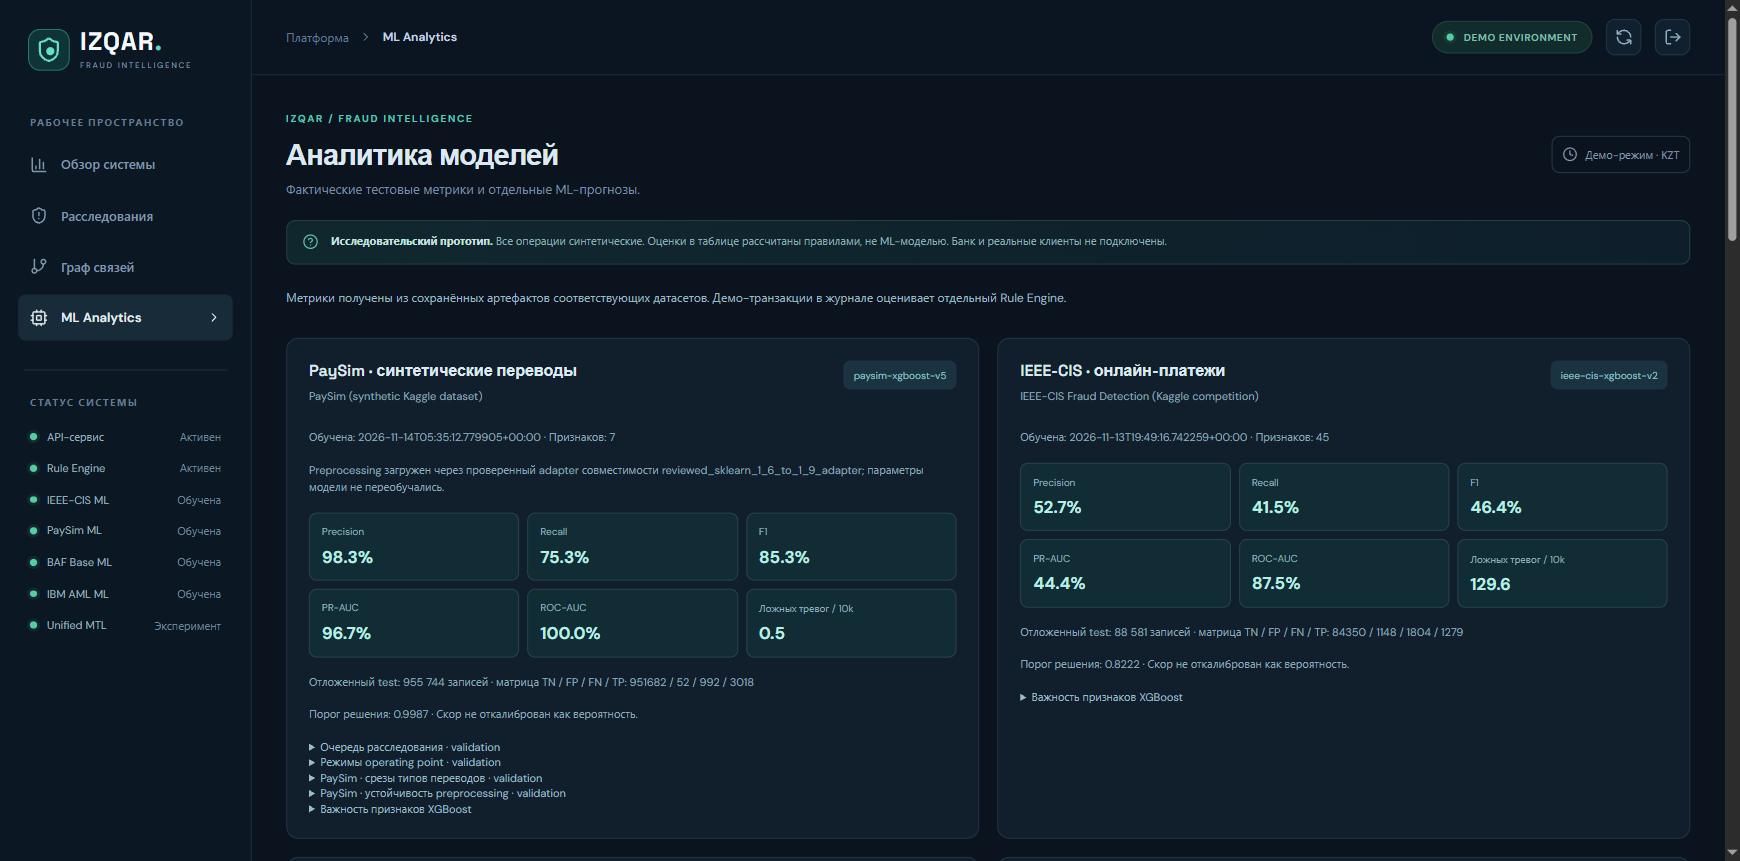 IZQAR.
FRAUD INTELLIGENCE
РАБОЧЕЕ ПРОСТРАНСТВО
Обзор системы
Расследования
Граф связей
ML Analytics
СТАТУС СИСТЕМЫ
API-сервис Активен
Rule Engine Активен
IEEE-CIS ML Обучена
PaySim ML Обучена
BAF Base ML Обучена
IBM AML ML Обучена
Unified MTL Эксперимент
Платформа ML Analytics
DEMO ENVIRONMENT
IZQAR / FRAUD INTELLIGENCE
Аналитика моделей
Демо-режим · KZT
Фактические тестовые метрики и отдельные ML-прогнозы.
Исследовательский прототип. Все операции синтетические. Оценки в таблице рассчитаны правилами, не ML-моделью. Банк и реальные клиенты не подключены.
Метрики получены из сохранённых артефактов соответствующих датасетов. Демо-транзакции в журнале оценивает отдельный Rule Engine.
PaySim · синтетические переводы
paysim-xgboost-v5
PaySim (synthetic Kaggle dataset)
Обучена: 2026-11-14T05:35:12.779905+00:00 · Признаков: 7
Preprocessing загружен через проверенный adapter совместимости reviewed_sklearn_1_6_to_1_9_adapter; параметры
модели не переобучались.
Precision Recall F1
98.3% 75.3% 85.3%
PR-AUC ROC-AUC Ложных тревог / 10k
96.7% 100.0% 0.5
Отложенный test: 955 744 записей · матрица TN / FP / FN / TP: 951682 / 52 / 992 / 3018
Порог решения: 0.9987 · Скор не откалиброван как вероятность.
Очередь расследования · validation
Режимы operating point · validation
PaySim · срезы типов переводов · validation
PaySim · устойчивость preprocessing · validation
Важность признаков XGBoost
IEEE-CIS · онлайн-платежи
ieee-cis-xgboost-v2
IEEE-CIS Fraud Detection (Kaggle competition)
Обучена: 2026-11-13T19:49:16.742259+00:00 · Признаков: 45
Precision Recall F1
52.7% 41.5% 46.4%
PR-AUC ROC-AUC Ложных тревог / 10k
44.4% 87.5% 129.6
Отложенный test: 88 581 записей · матрица TN / FP / FN / TP: 84350 / 1148 / 1804 / 1279
Порог решения: 0.8222 · Скор не откалиброван как вероятность.
Важность признаков XGBoost